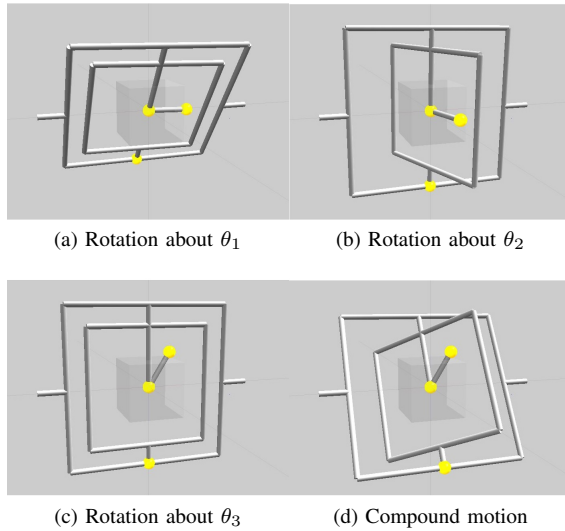 (a) Rotation about θ₁
(b) Rotation about θ₂
(c) Rotation about θ₃
(d) Compound motion